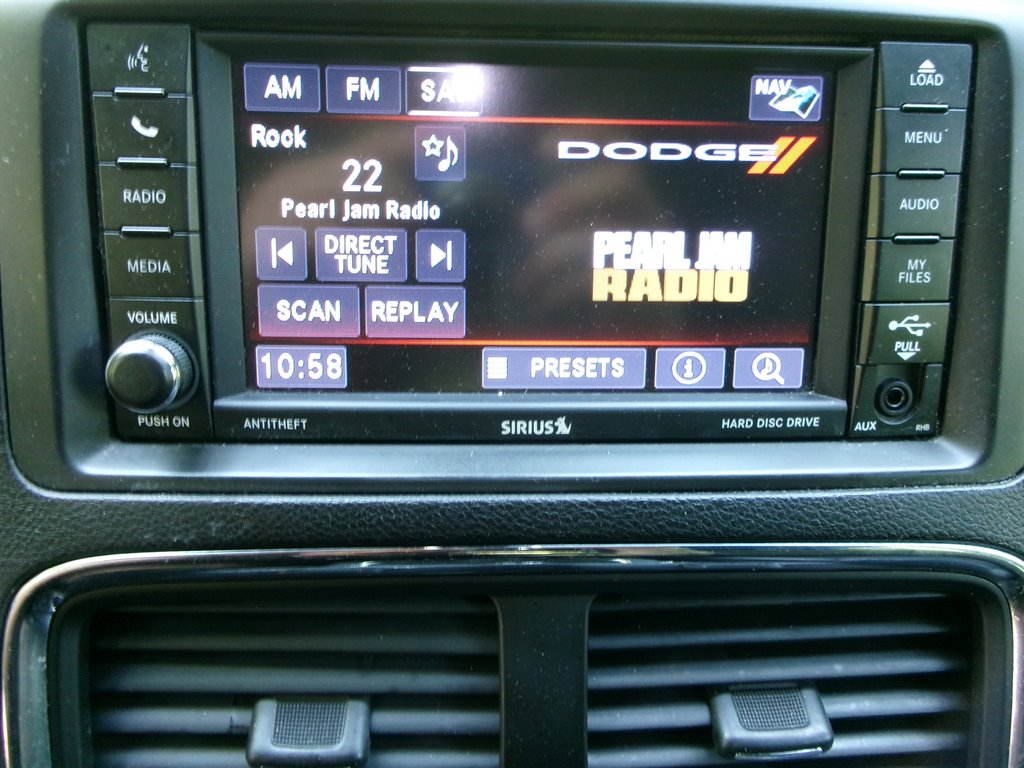 AM FM SA
NAV
Rock
22
Pearl Jam Radio
DIRECT
TUNE
SCAN REPLAY
10:58
DODGE
PEARL JAM
RADIO
PRESETS
i
RADIO
MEDIA
VOLUME
PUSH ON
LOAD
MENU
AUDIO
MY
FILES
PULL
AUX RHB
ANTITHEFT SIRIUS HARD DISC DRIVE